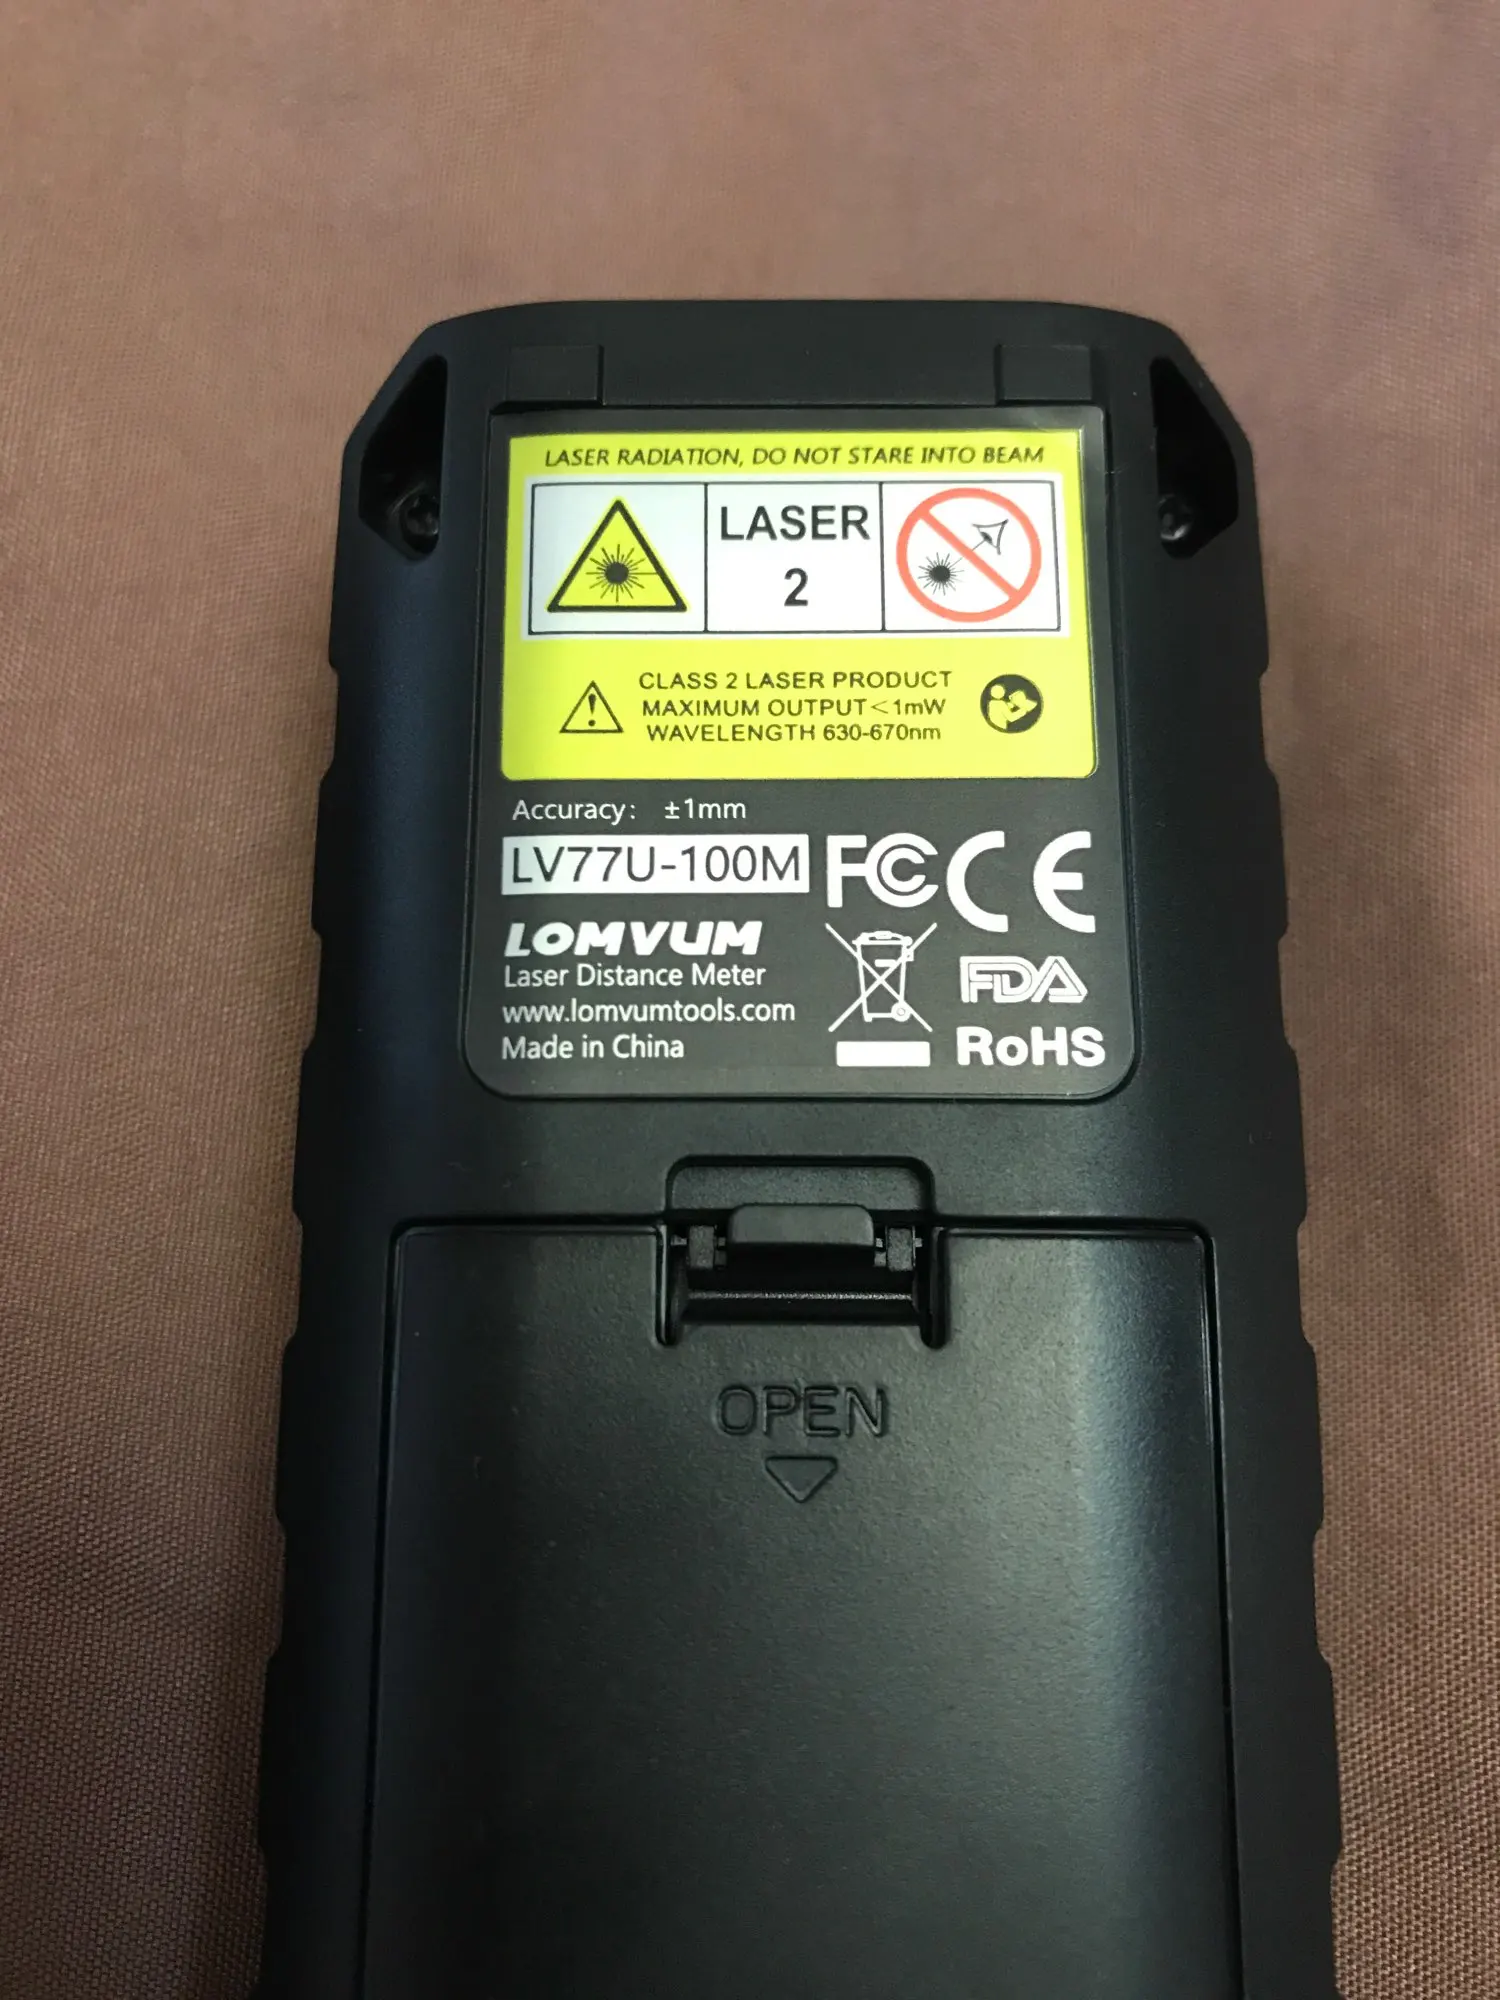 LASER RADIATION, DO NOT STARE INTO BEAM
LASER
2
CLASS 2 LASER PRODUCT
MAXIMUM OUTPUT<1mW
WAVELENGTH 630-670nm
Accuracy: ±1mm
LV77U-100M
FC CE
LOMVUM
Laser Distance Meter
www.lomvumtools.com
Made in China
FDA
RoHS
OPEN